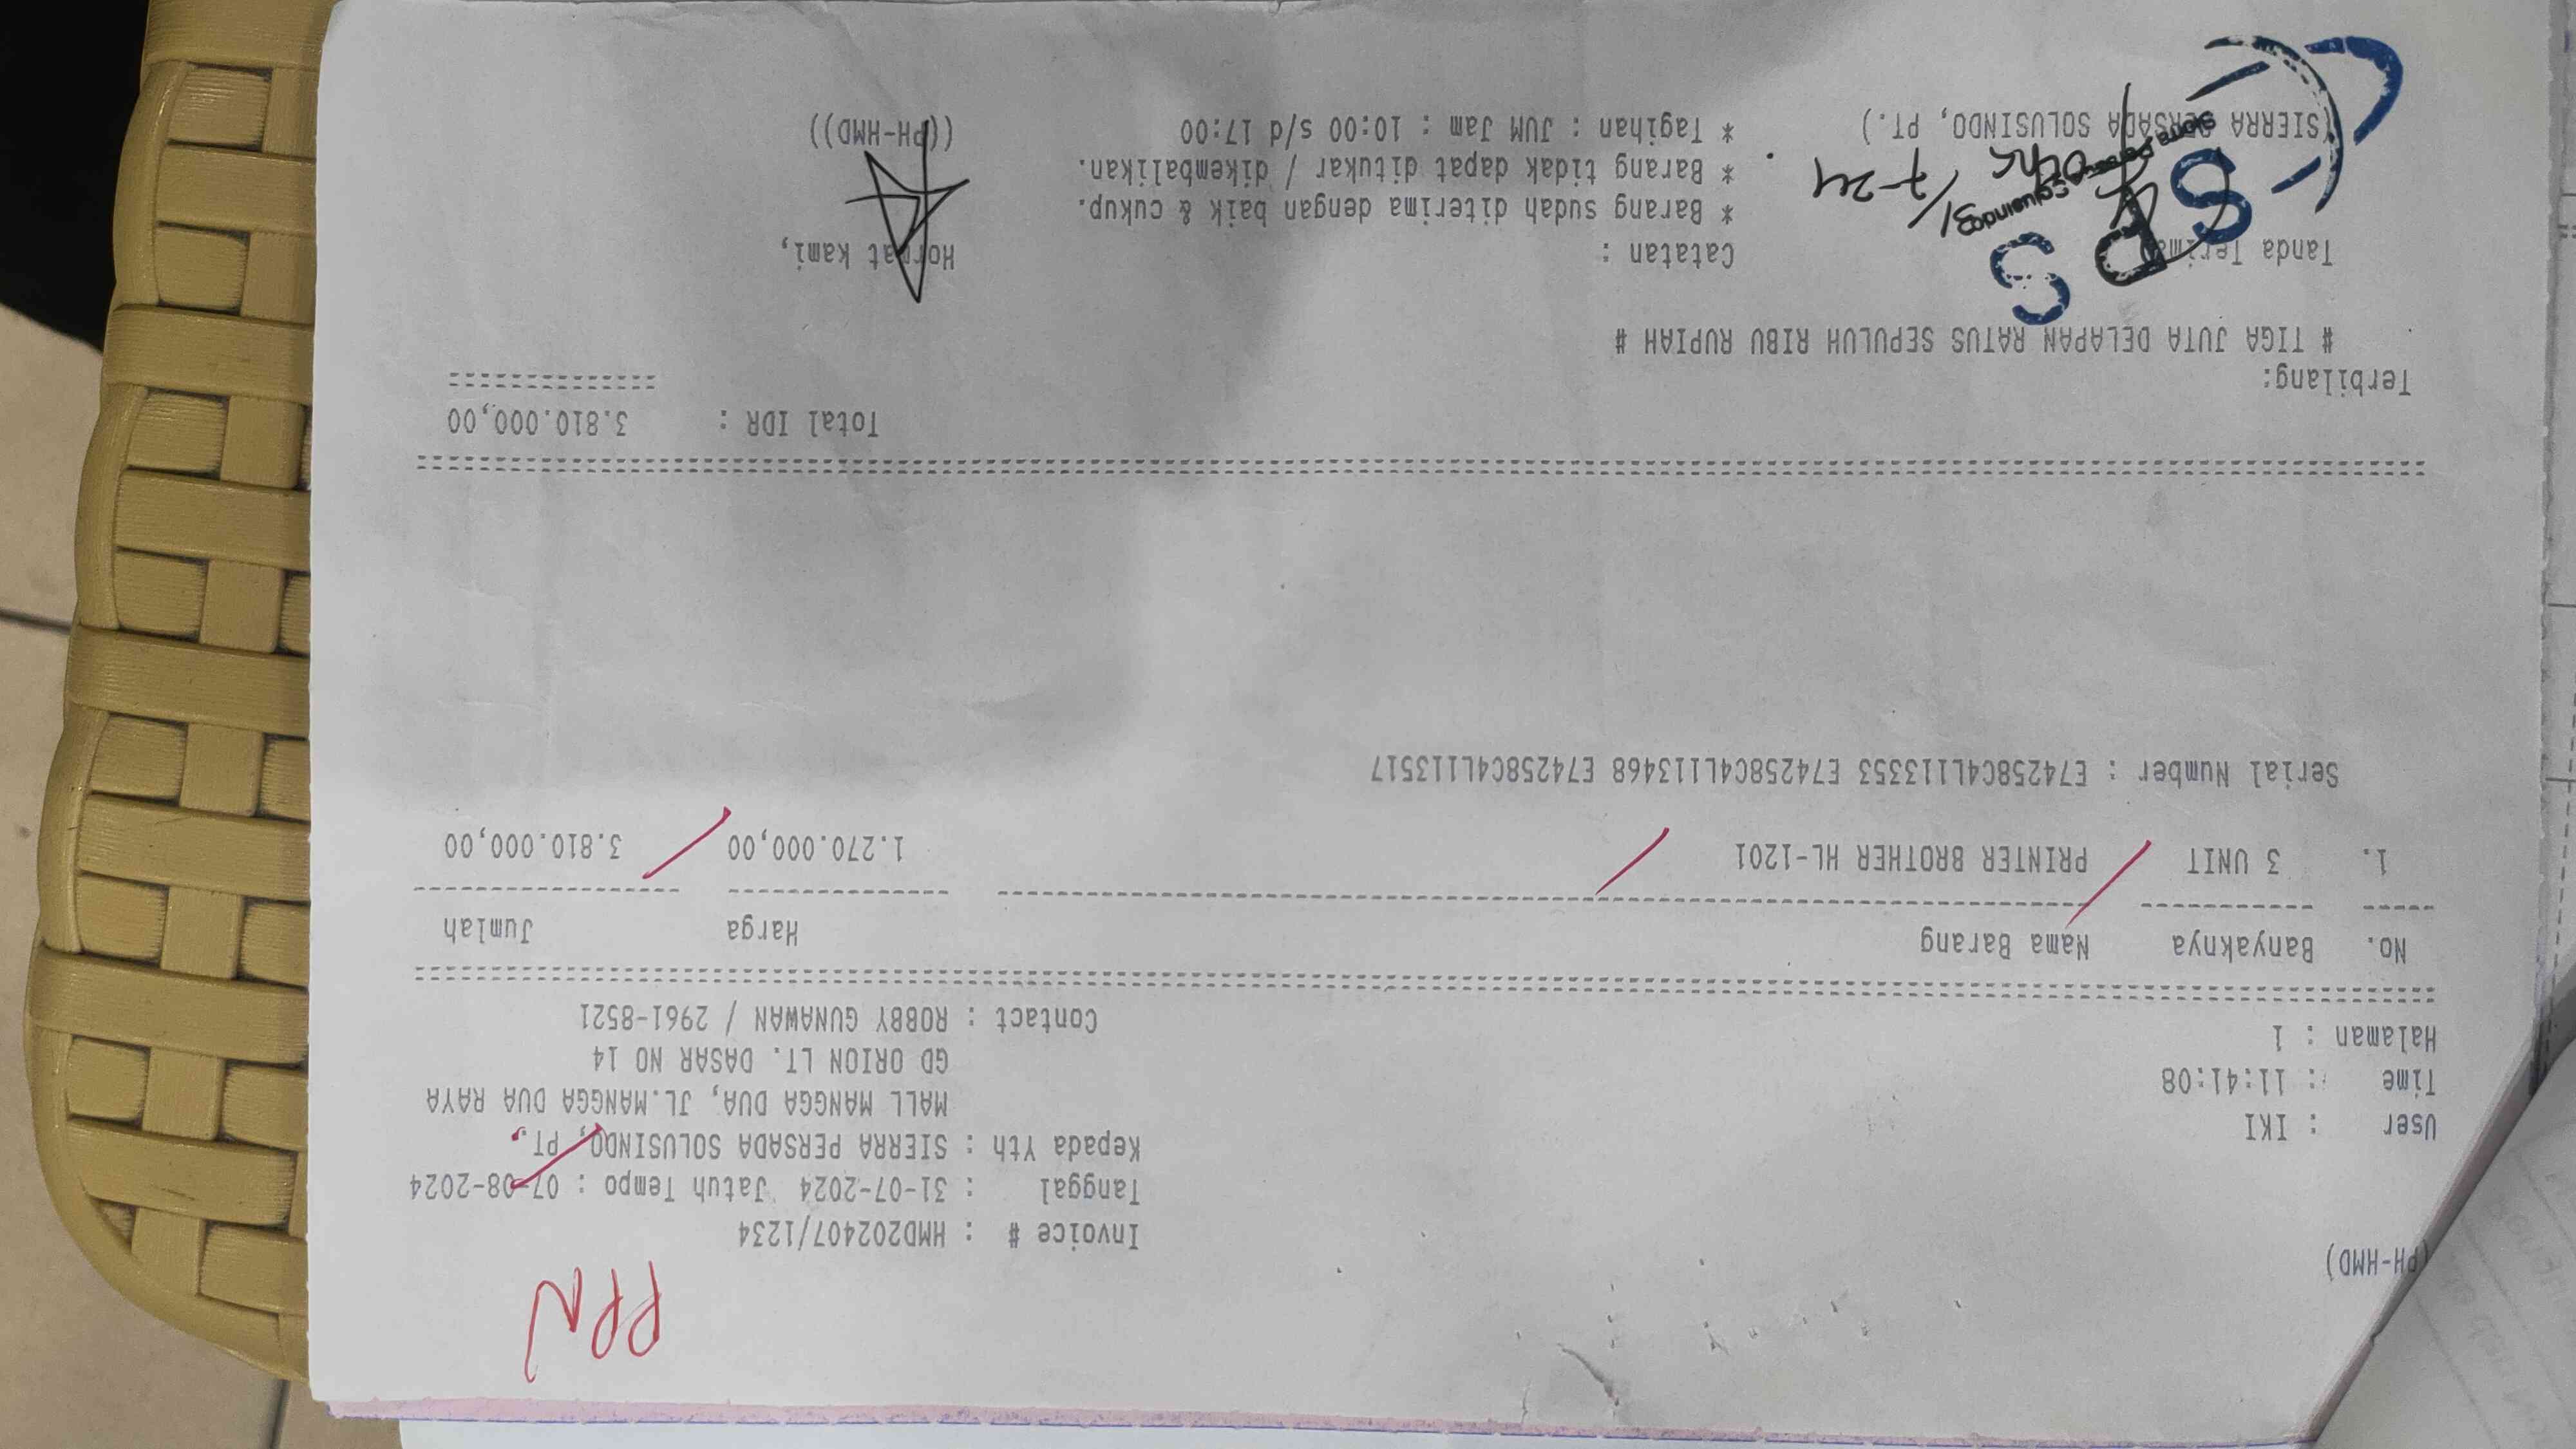 PPN
(PH-HMD)
Invoice # : HMD202407/1234
Tanggal : 31-07-2024 Jatuh Tempo : 07-08-2024
User : IKI
Kepada Yth : SIERRA PERSADA SOLUSINDO, PT.
Time : 11:41:08
MALL MANGGA DUA, JL.MANGGA DUA RAYA
Halaman : 1
GD ORION LT. DASAR NO 14
Contact : ROBBY GUNAWAN / 2961-8521
No. Banyaknya Nama Barang Harga Jumlah
1. 3 UNIT PRINTER BROTHER HL-1201 1.270.000,00 3.810.000,00
Serial Number : E74258C4L113353 E74258C4L113468 E74258C4L113517
Total IDR : 3.810.000,00
Terbilang:
# TIGA JUTA DELAPAN RATUS SEPULUH RIBU RUPIAH #
Tanda Terima Catatan : Hormat kami,
* Barang sudah diterima dengan baik & cukup.
* Barang tidak dapat ditukar / dikembalikan.
* Tagihan : JUM Jam : 10:00 s/d 17:00
(SIERRA PERSADA SOLUSINDO, PT.) ((PH-HMD))
SPS
Sierra Persada Solusindo
31/7-24